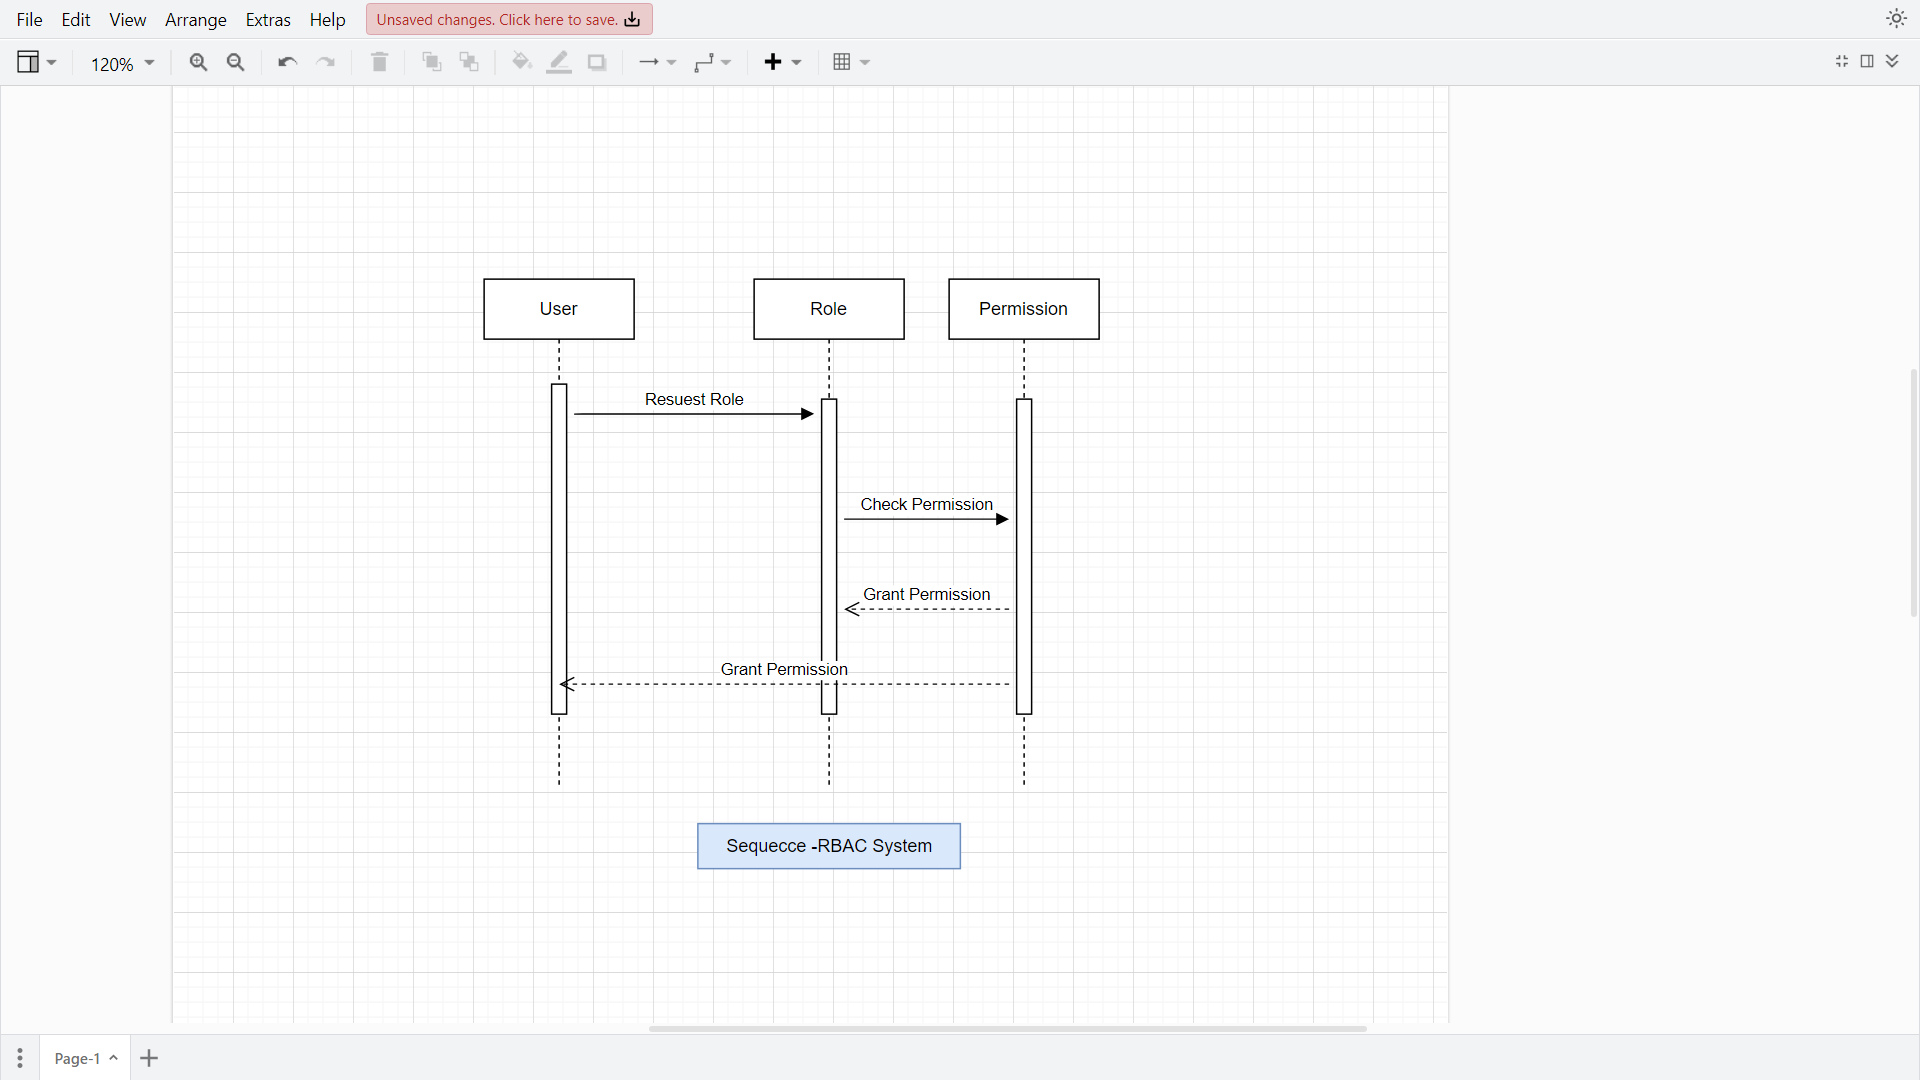 File Edit View Arrange Extras Help Unsaved changes. Click here to save.
120%
User Role Permission
Resuest Role
Check Permission
Grant Permission
Grant Permission
Sequecce -RBAC System
Page-1